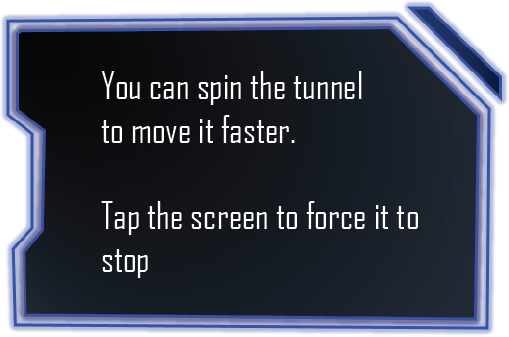 You can spin the tunnel
to move it faster.
Tap the screen to force it to
stop